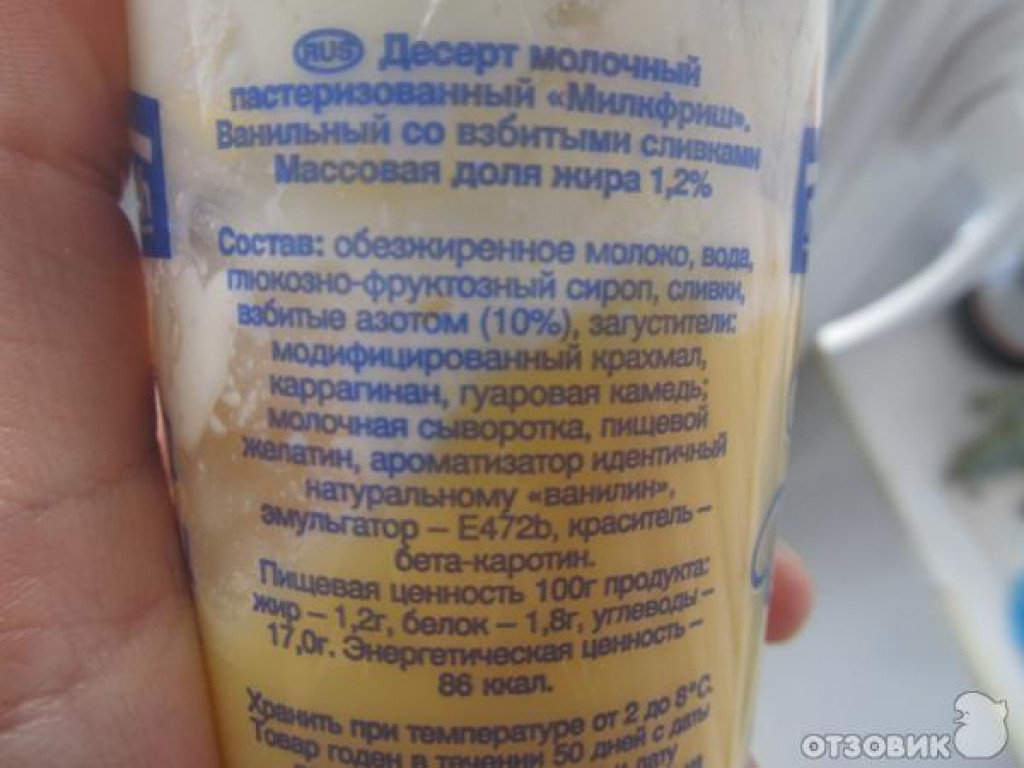 RUS Десерт молочный
пастеризованный «Милкфриш».
Ванильный со взбитыми сливками
Массовая доля жира 1,2%
Состав: обезжиренное молоко, вода,
глюкозно-фруктозный сироп, сливки,
взбитые азотом (10%), загустители:
модифицированный крахмал,
каррагинан, гуаровая камедь;
молочная сыворотка, пищевой
желатин, ароматизатор идентичный
натуральному «ванилин»,
эмульгатор – Е472b, краситель –
бета-каротин.
Пищевая ценность 100г продукта:
жир – 1,2г, белок – 1,8г, углеводы –
17,0г. Энергетическая ценность –
86 ккал.
Хранить при температуре от 2 до 8°С.
Товар годен в течении 50 дней с даты
дату
ОТЗОВИК